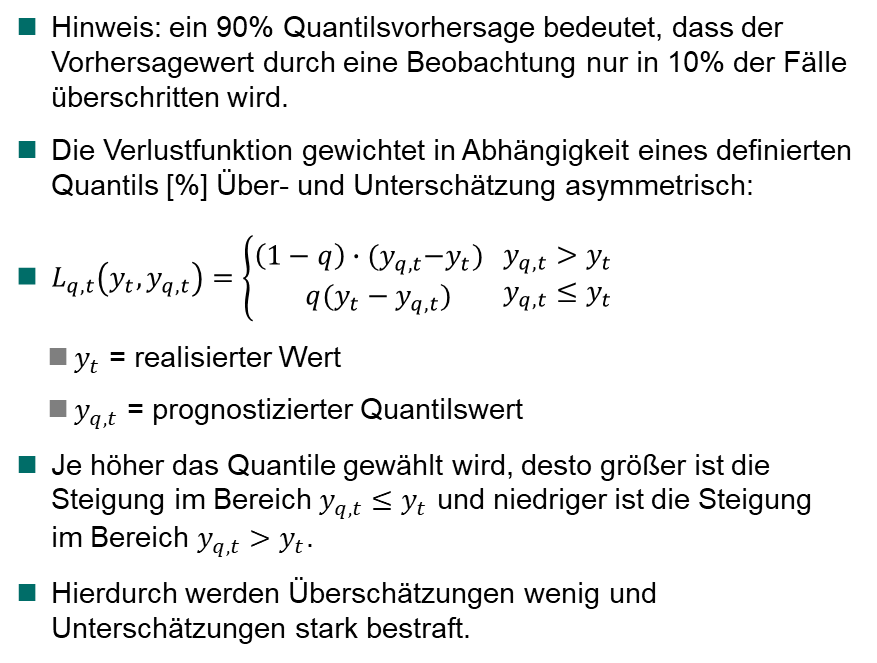 Hinweis: ein 90% Quantilsvorhersage bedeutet, dass der
Vorhersagewert durch eine Beobachtung nur in 10% der Fälle
überschritten wird.
Die Verlustfunktion gewichtet in Abhängigkeit eines definierten
Quantils [%] Über- und Unterschätzung asymmetrisch:
L_{q,t}(y_t, y_{q,t}) = { (1 − q) · (y_{q,t} − y_t)   y_{q,t} > y_t
q(y_t − y_{q,t})   y_{q,t} ≤ y_t
y_t = realisierter Wert
y_{q,t} = prognostizierter Quantilswert
Je höher das Quantile gewählt wird, desto größer ist die
Steigung im Bereich y_{q,t} ≤ y_t und niedriger ist die Steigung
im Bereich y_{q,t} > y_t.
Hierdurch werden Überschätzungen wenig und
Unterschätzungen stark bestraft.